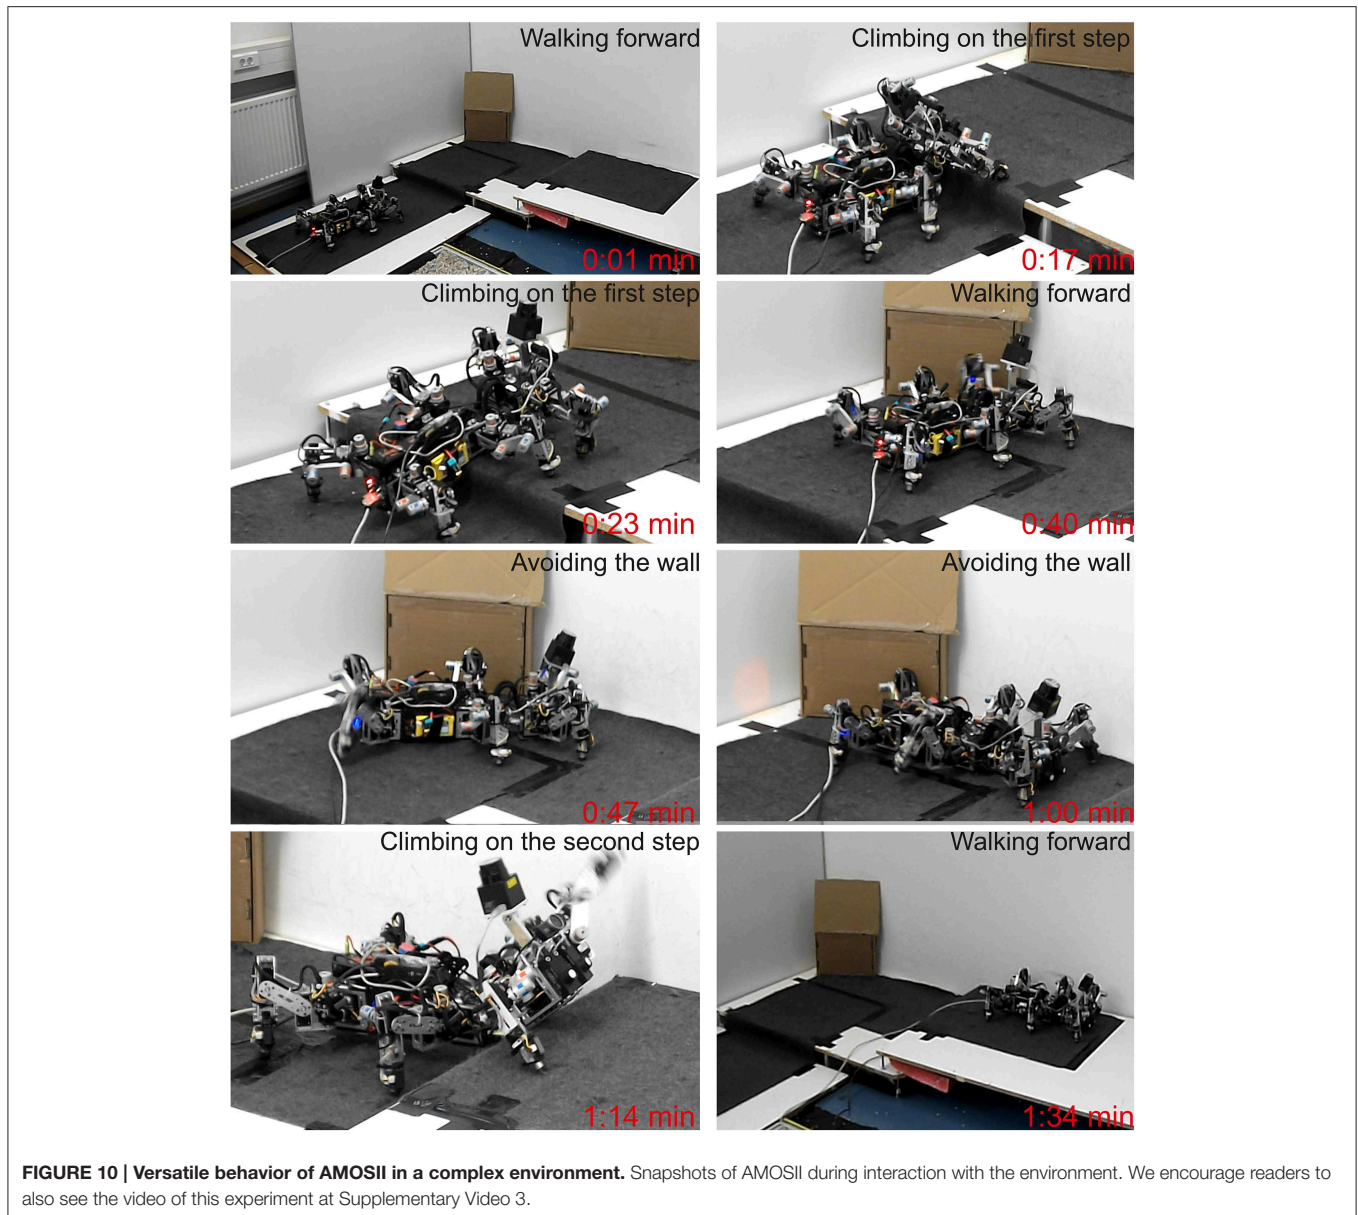 Walking forward
0:01 min
Climbing on the first step
0:17 min
Climbing on the first step
0:23 min
Walking forward
0:40 min
Avoiding the wall
0:47 min
Avoiding the wall
1:00 min
Climbing on the second step
1:14 min
Walking forward
1:34 min
FIGURE 10 | Versatile behavior of AMOSII in a complex environment. Snapshots of AMOSII during interaction with the environment. We encourage readers to
also see the video of this experiment at Supplementary Video 3.